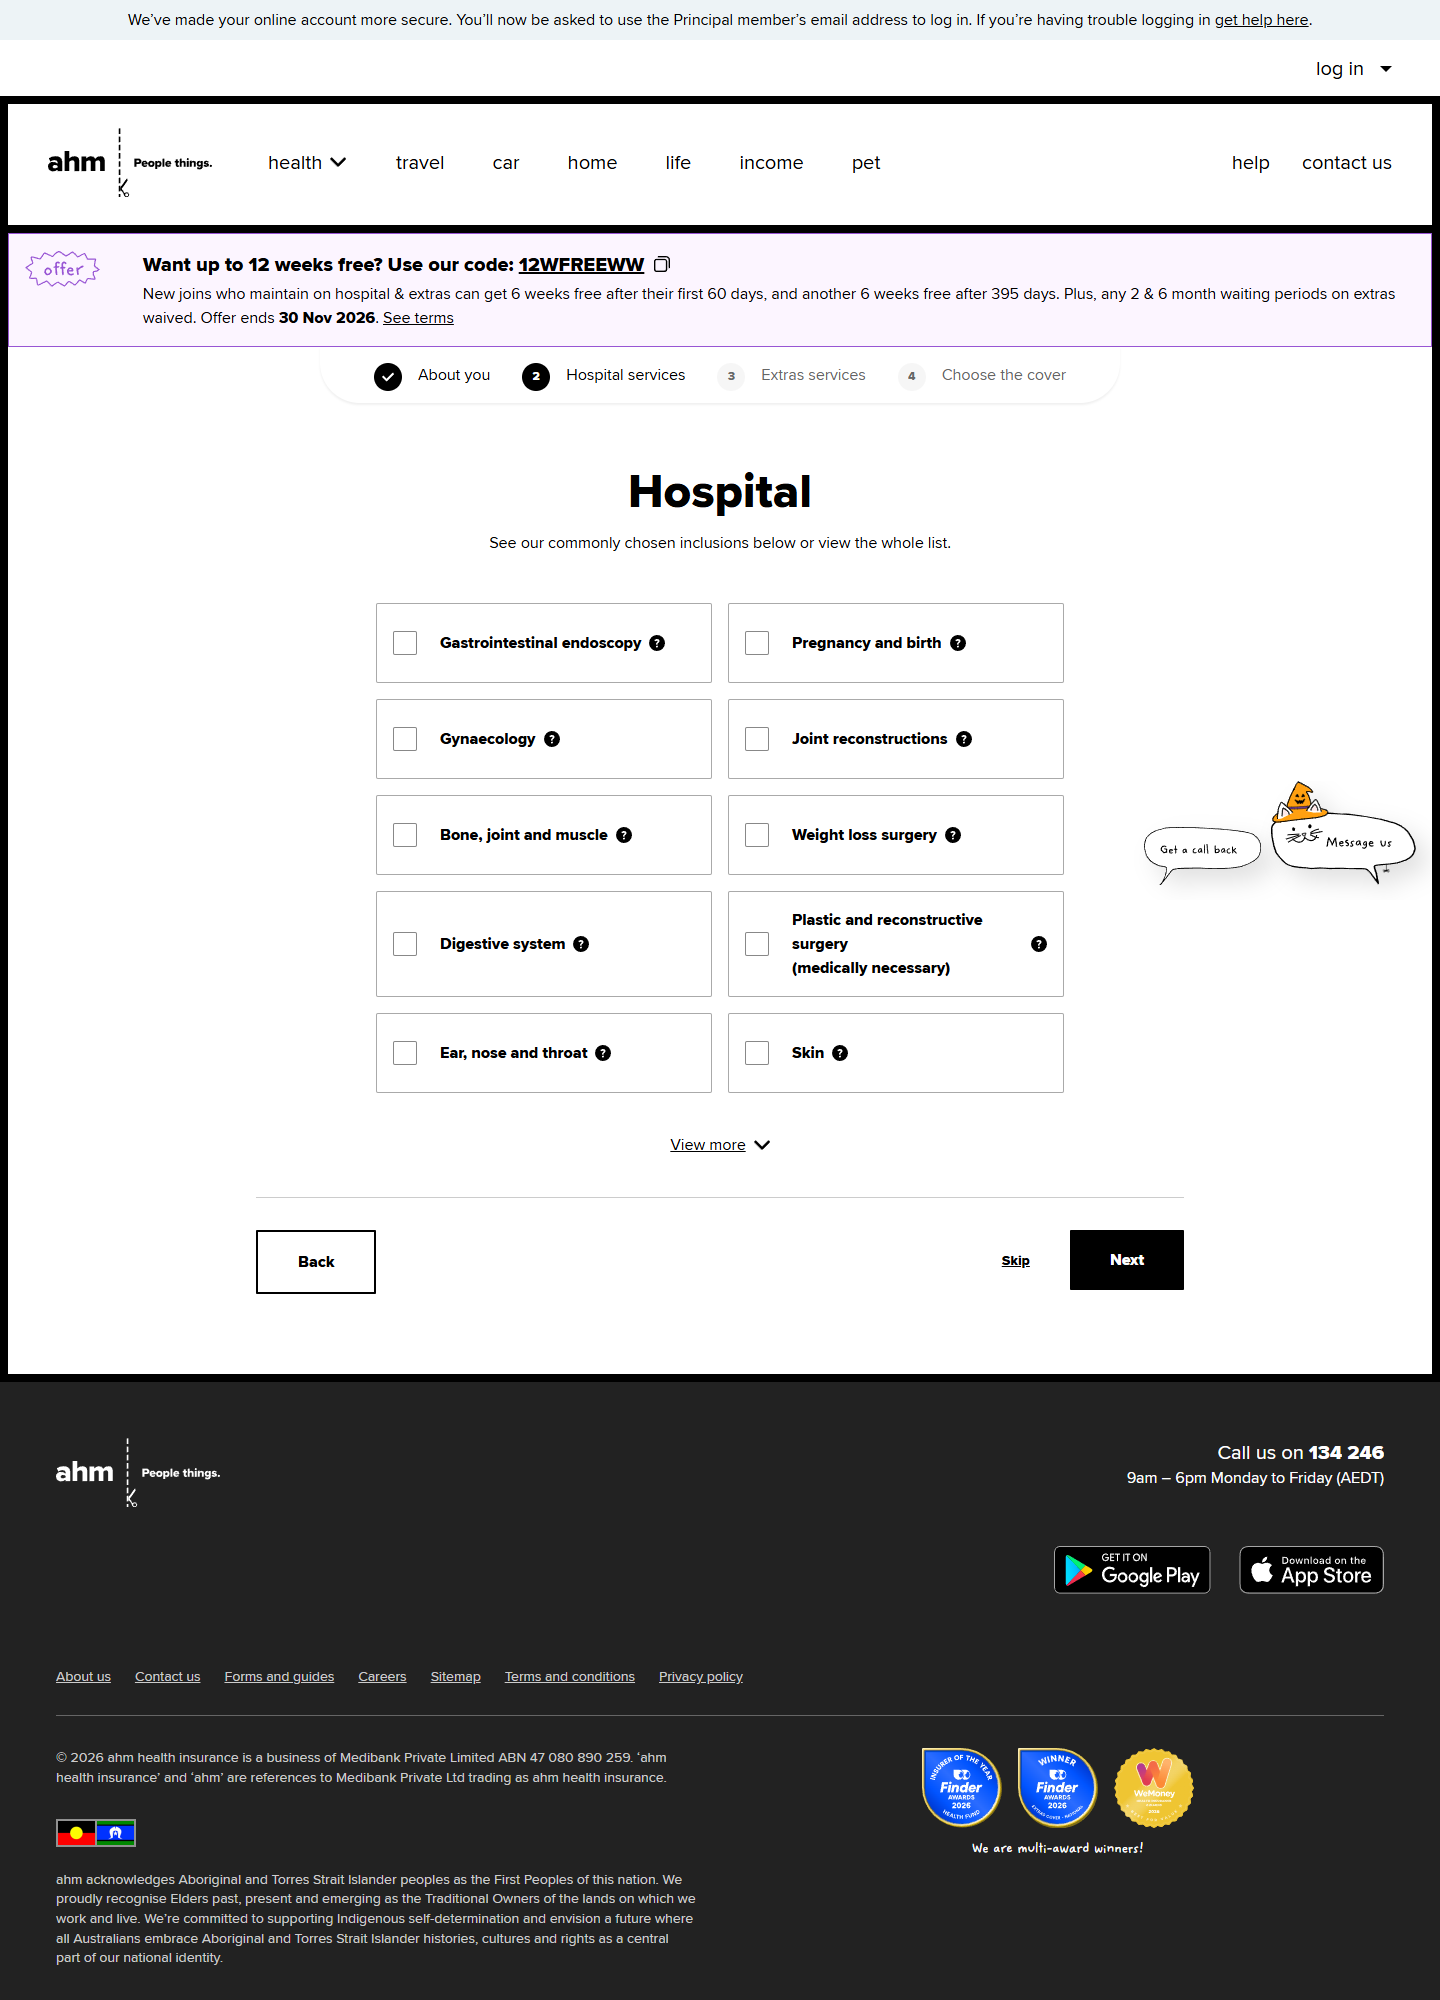 We’ve made your online account more secure. You’ll now be asked to use the Principal member’s email address to log in. If you’re having trouble logging in get help here.
log in
ahm
People things.
health
travel
car
home
life
income
pet
help
contact us
offer
Want up to 12 weeks free? Use our code: 12WFREEWW
New joins who maintain on hospital & extras can get 6 weeks free after their first 60 days, and another 6 weeks free after 395 days. Plus, any 2 & 6 month waiting periods on extras
waived. Offer ends 30 Nov 2026. See terms
About you
2 Hospital services
3 Extras services
4 Choose the cover
Hospital
See our commonly chosen inclusions below or view the whole list.
Gastrointestinal endoscopy ?
Pregnancy and birth ?
Gynaecology ?
Joint reconstructions ?
Bone, joint and muscle ?
Weight loss surgery ?
Get a call back
Message us
Digestive system ?
Plastic and reconstructive
surgery
(medically necessary) ?
Ear, nose and throat ?
Skin ?
View more
Back
Skip
Next
ahm
People things.
Call us on 134 246
9am – 6pm Monday to Friday (AEDT)
GET IT ON
Google Play
Download on the
App Store
About us
Contact us
Forms and guides
Careers
Sitemap
Terms and conditions
Privacy policy
© 2026 ahm health insurance is a business of Medibank Private Limited ABN 47 080 890 259. ‘ahm
health insurance’ and ‘ahm’ are references to Medibank Private Ltd trading as ahm health insurance.
INSURER OF THE YEAR
Finder
AWARDS
2026
HEALTH FUND
WINNER
Finder
AWARDS
2026
WeMoney
2026
We are multi-award winners!
ahm acknowledges Aboriginal and Torres Strait Islander peoples as the First Peoples of this nation. We
proudly recognise Elders past, present and emerging as the Traditional Owners of the lands on which we
work and live. We’re committed to supporting Indigenous self-determination and envision a future where
all Australians embrace Aboriginal and Torres Strait Islander histories, cultures and rights as a central
part of our national identity.